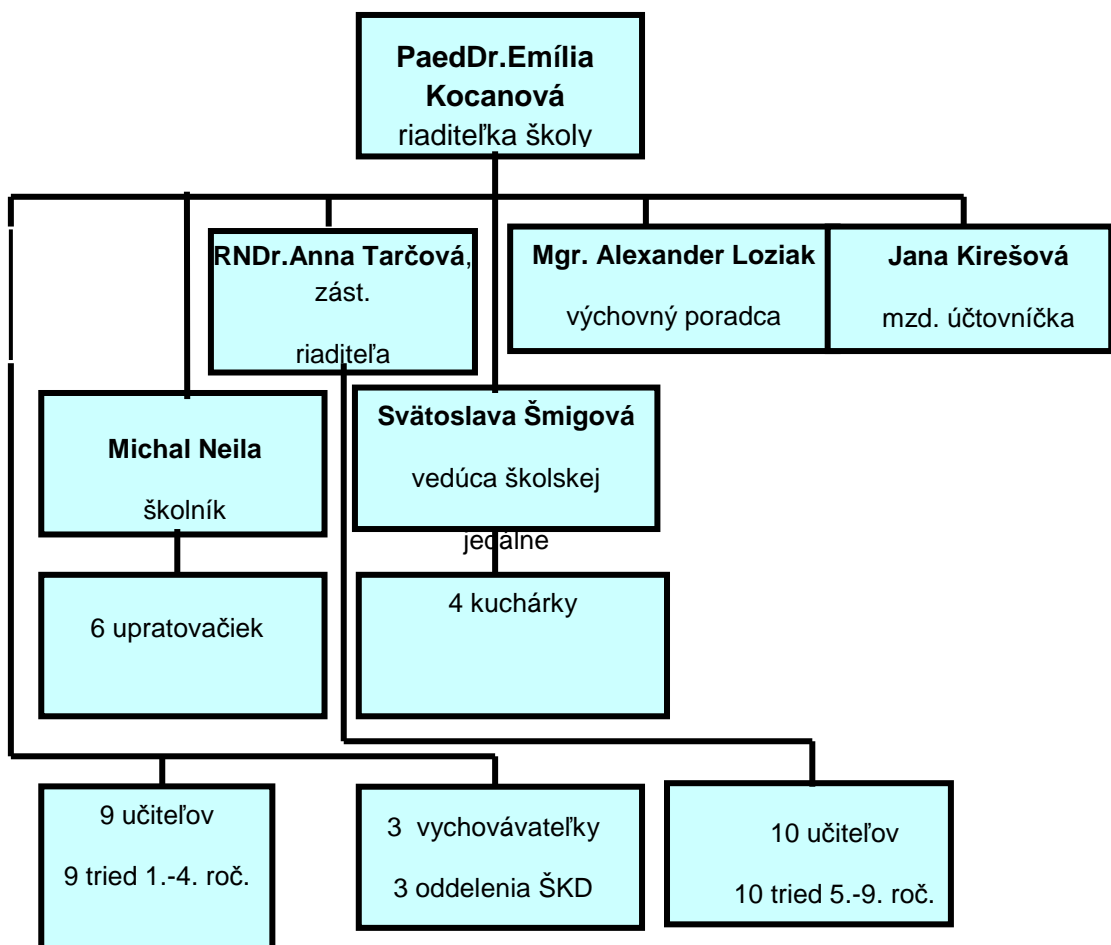 PaedDr.Emília
Kocanová
riaditeľka školy
RNDr.Anna Tarčová,
zást.
riaditeľa
Mgr. Alexander Loziak
výchovný poradca
Jana Kirešová
mzd. účtovníčka
Michal Neila
školník
Svätoslava Šmigová
vedúca školskej
jedálne
6 upratovačiek
4 kuchárky
9 učiteľov
9 tried 1.-4. roč.
3 vychovávateľky
3 oddelenia ŠKD
10 učiteľov
10 tried 5.-9. roč.